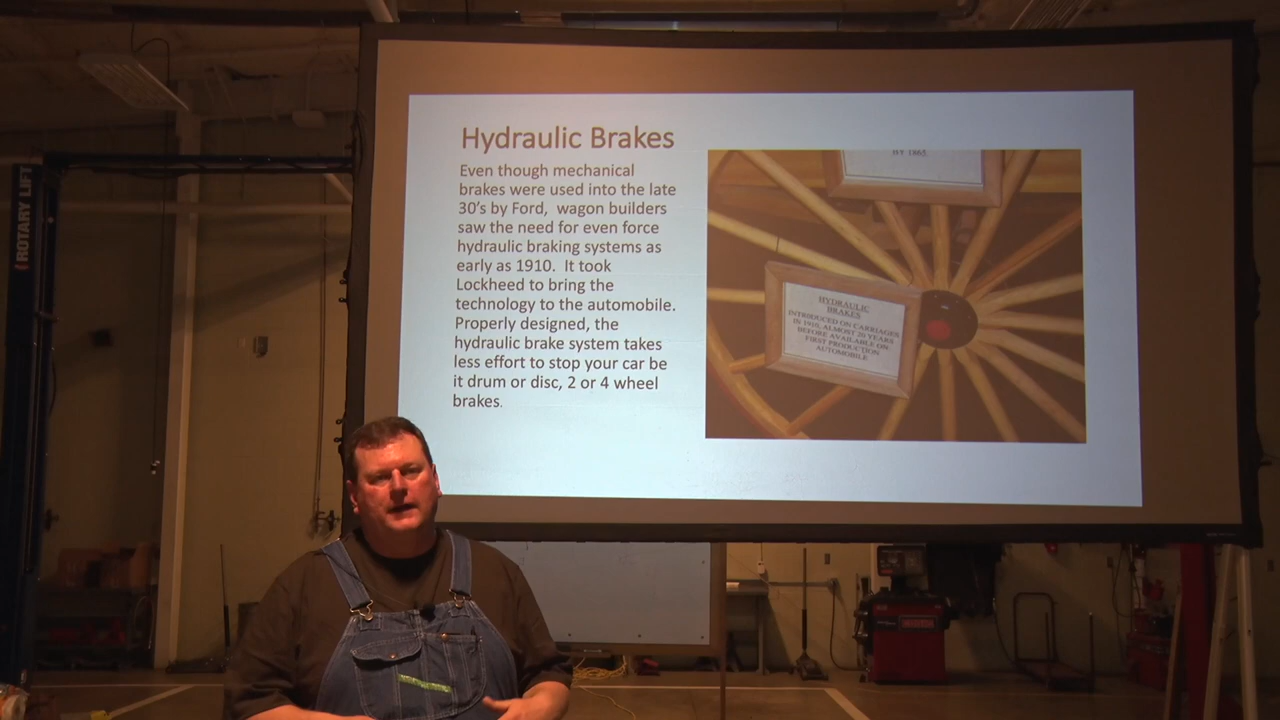 ROTARY LIFT
Hydraulic Brakes
Even though mechanical
brakes were used into the late
30's by Ford, wagon builders
saw the need for even force
hydraulic braking systems as
early as 1910. It took
Lockheed to bring the
technology to the automobile.
Properly designed, the
hydraulic brake system takes
less effort to stop your car be
it drum or disc, 2 or 4 wheel
brakes.
BY 1865.
HYDRAULIC
BRAKES
INTRODUCED ON CARRIAGES
IN 1910, ALMOST 20 YEARS
BEFORE AVAILABLE ON
FIRST PRODUCTION
AUTOMOBILE